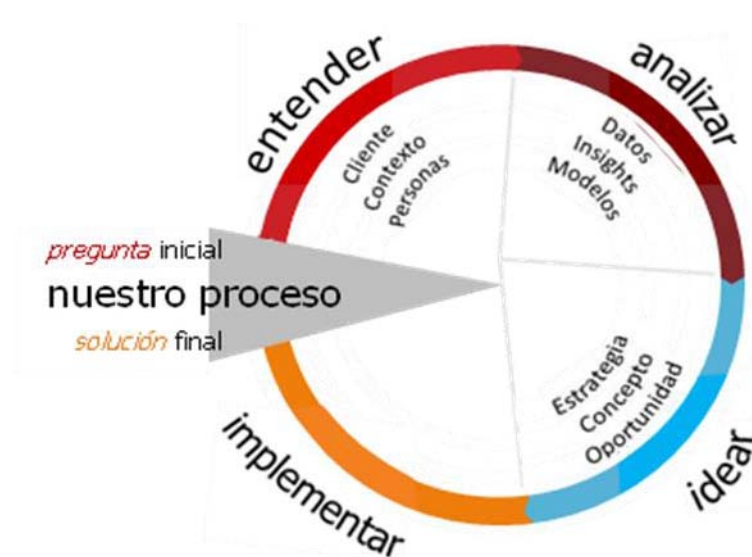 entender
Cliente
Contexto
Personas
analizar
Datos
Insights
Modelos
pregunta inicial
nuestro proceso
solución final
Estrategia
Concepto
Oportunidad
idear
implementar